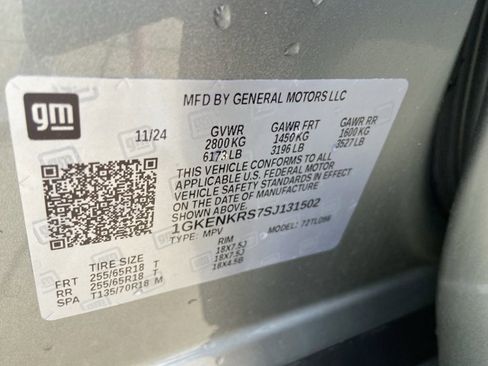 gm
MFD BY GENERAL MOTORS LLC
11/24 GVWR GAWR FRT GAWR RR
2800 KG 1450 KG 1600 KG
6173 LB 3196 LB 3527 LB
THIS VEHICLE CONFORMS TO ALL
APPLICABLE U.S. FEDERAL MOTOR
VEHICLE SAFETY STANDARDS IN EFFECT
ON THE DATE OF MANUFACTURE
SHOWN ABOVE.
1GKENKRS7SJ131502
TYPE: MPV MODEL:
TIRE SIZE RIM
FRT 255/65R18 T 18X7.5J
RR 255/65R18 T 18X7.5J
SPA T135/70R18 M 18X4.5B